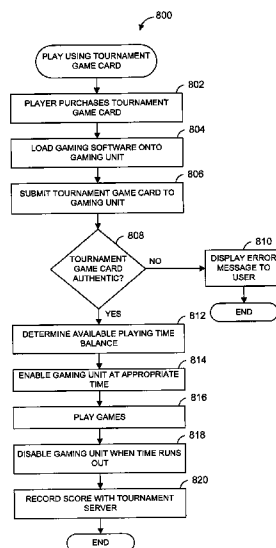 800
PLAY USING TOURNAMENT
GAME CARD
802
PLAYER PURCHASES TOURNAMENT
GAME CARD
804
LOAD GAMING SOFTWARE ONTO
GAMING UNIT
806
SUBMIT TOURNAMENT GAME CARD TO
GAMING UNIT
808
TOURNAMENT
GAME CARD
AUTHENTIC?
NO
810
DISPLAY ERROR
MESSAGE TO
USER
END
YES
812
DETERMINE AVAILABLE PLAYING TIME
BALANCE
814
ENABLE GAMING UNIT AT APPROPRIATE
TIME
816
PLAY GAMES
818
DISABLE GAMING UNIT WHEN TIME RUNS
OUT
820
RECORD SCORE WITH TOURNAMENT
SERVER
END